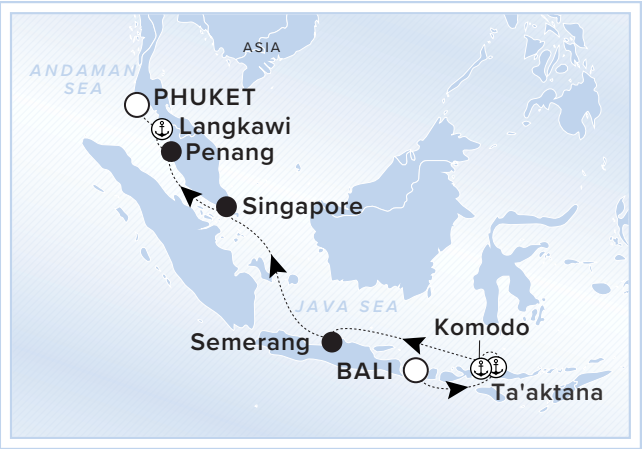 ASIA
ANDAMAN
SEA
PHUKET
Langkawi
Penang
Singapore
JAVA SEA
Komodo
Semerang
BALI
Ta'aktana